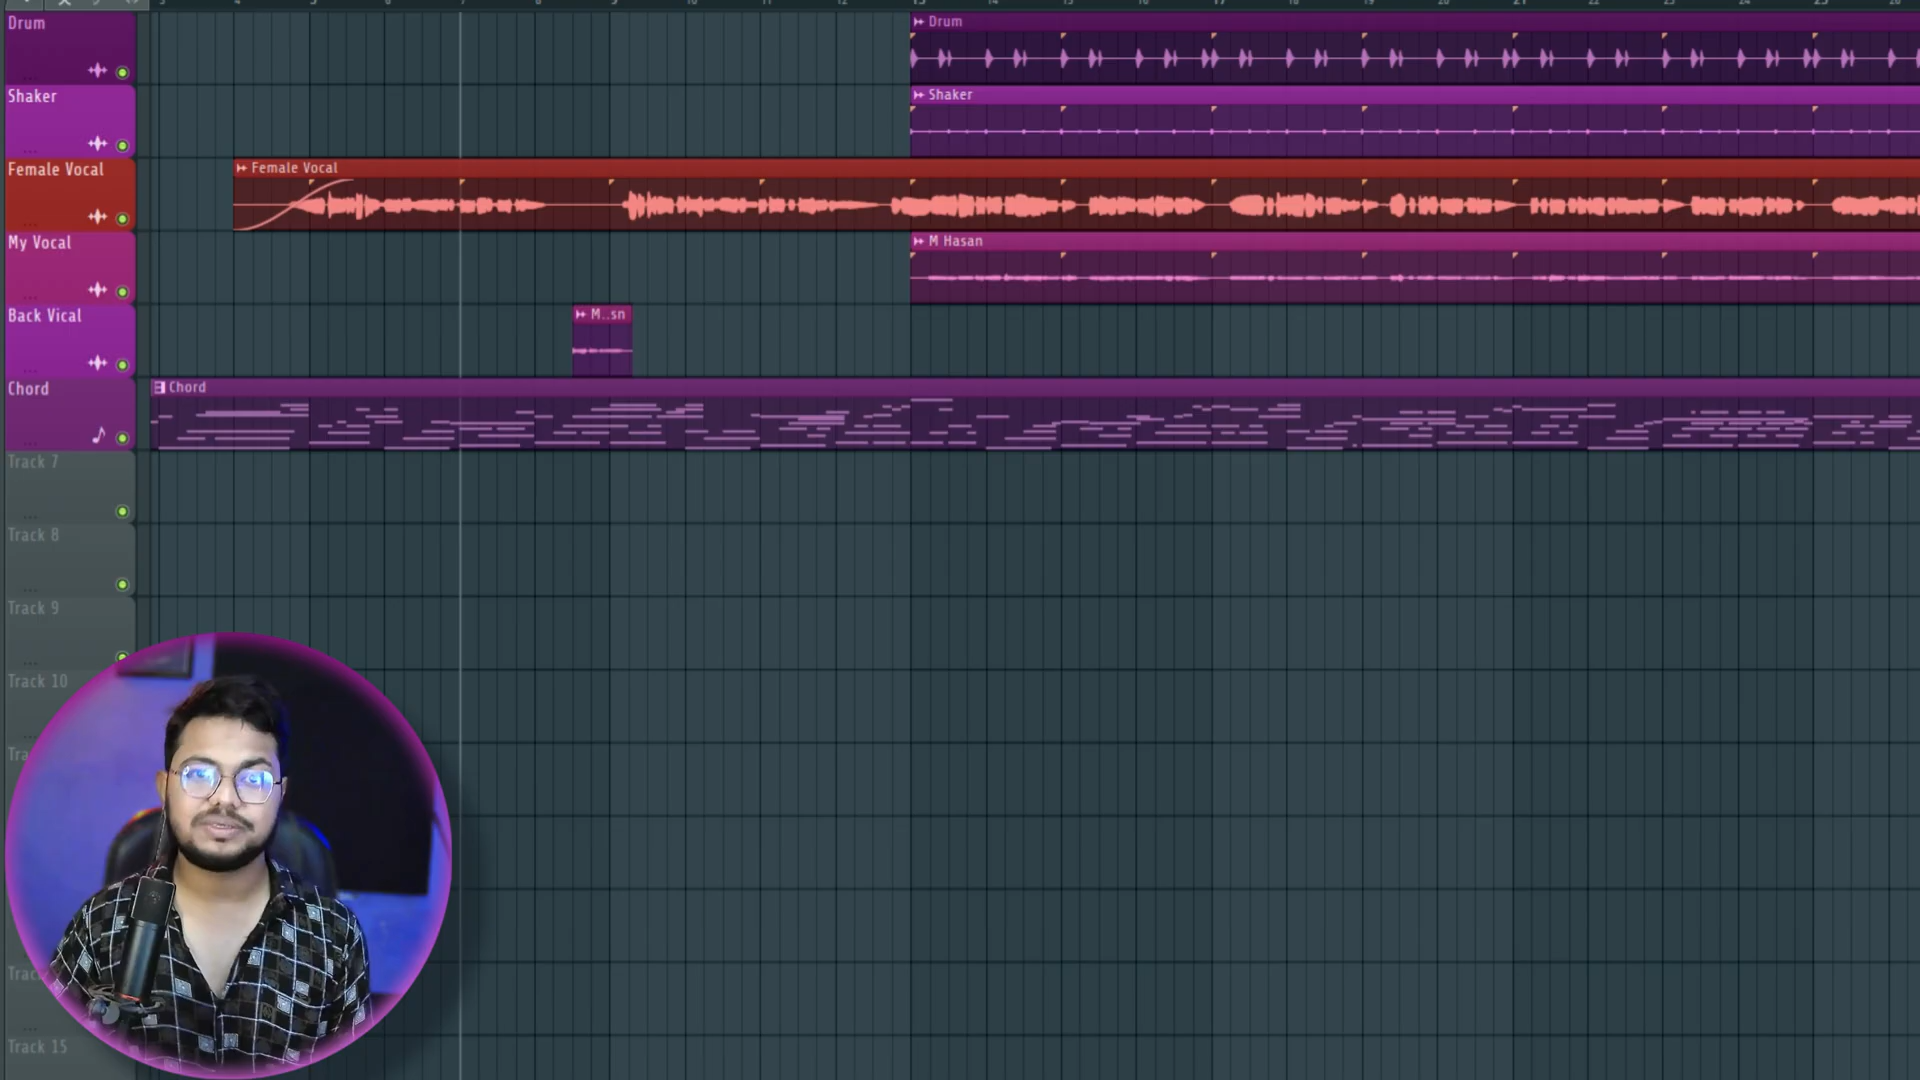 Drum
Drum
Shaker
Shaker
Female Vocal
Female Vocal
My Vocal
M Hasan
Back Vical
M..sn
Chord
Chord
Track 7
Track 8
Track 9
Track 10
Track 15